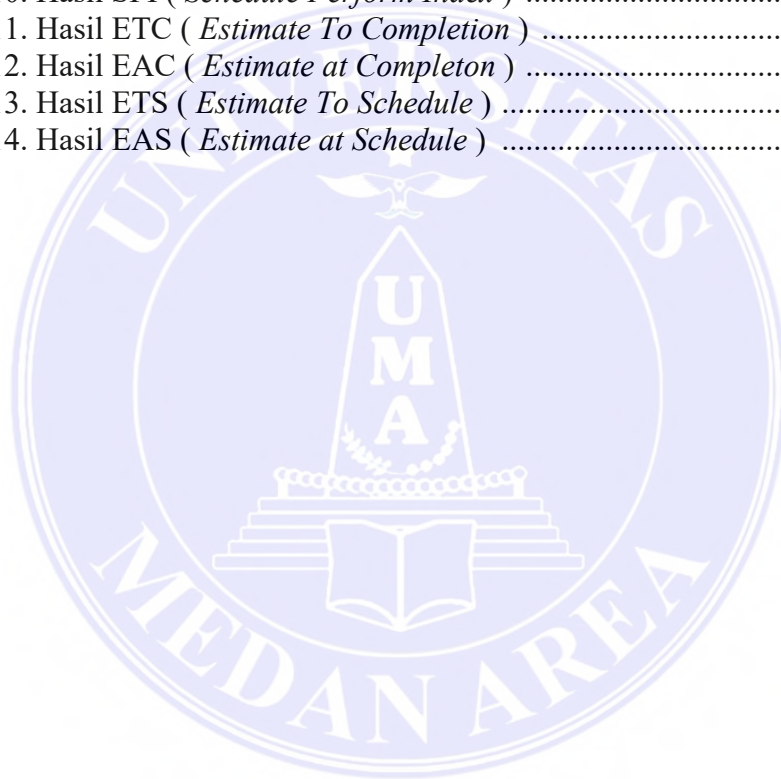 1. Hasil ETC ( Estimate To Completion ) ................................
2. Hasil EAC ( Estimate at Completon ) ..................................
3. Hasil ETS ( Estimate To Schedule ) .....................................
4. Hasil EAS ( Estimate at Schedule ) .....................................
UNIVERSITAS
UMA
MEDAN AREA